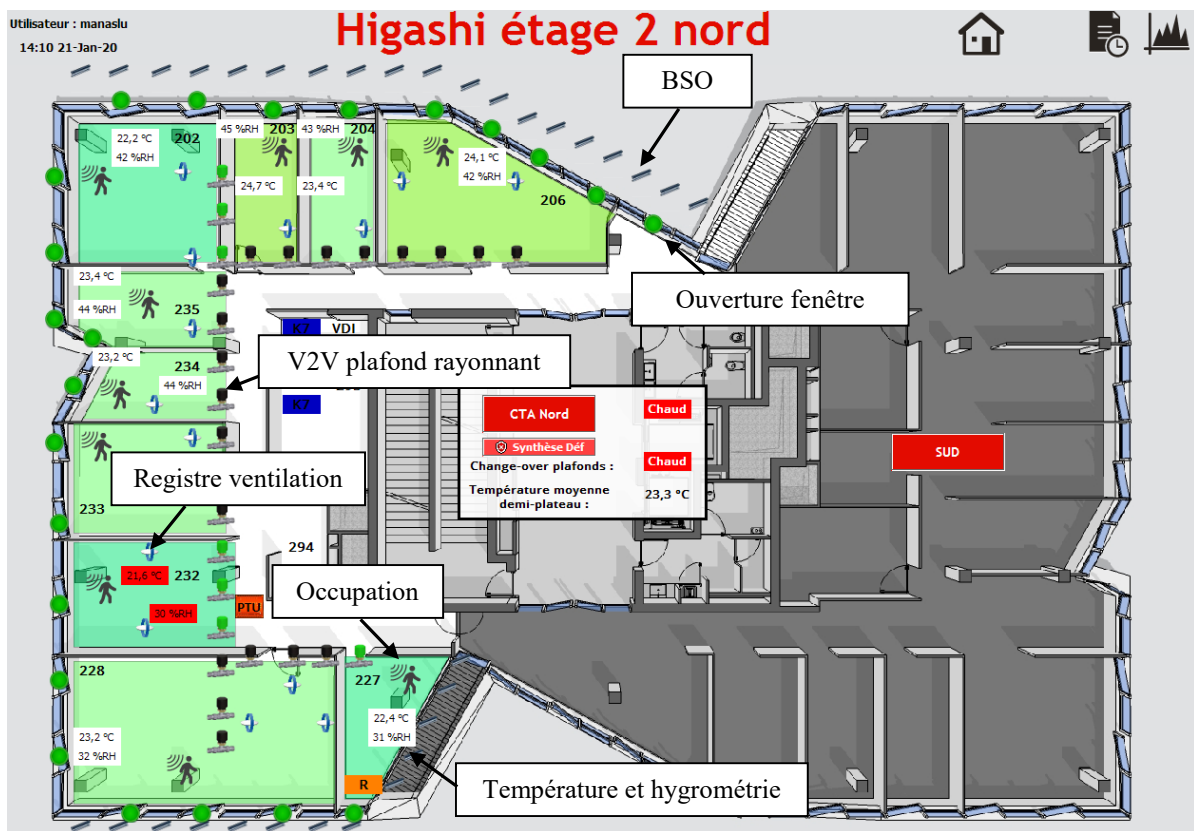 Utilisateur : manaslu
14:10 21-Jan-20
Higashi étage 2 nord
BSO
22,2 °C
42 %RH
202
45 %RH
203
24,7 °C
43 %RH
204
23,4 °C
24,1 °C
42 %RH
206
Ouverture fenêtre
23,4 °C
44 %RH
235
23,2 °C
234
44 %RH
K7
VDI
V2V plafond rayonnant
K7
CTA Nord
Chaud
Synthèse Déf
Change-over plafonds :
Chaud
Température moyenne
demi-plateau :
23,3 °C
SUD
Registre ventilation
233
294
21,6 °C
232
30 %RH
PTU
Occupation
228
227
22,4 °C
31 %RH
23,2 °C
32 %RH
R
Température et hygrométrie